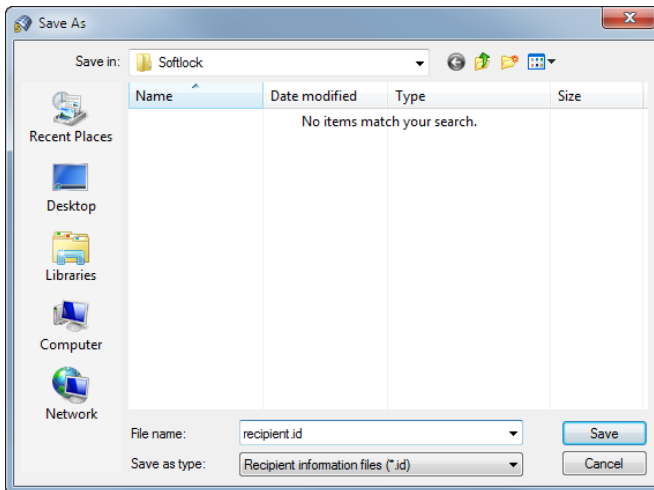 Save As
Save in: Softlock
Name Date modified Type Size
No items match your search.
Recent Places
Desktop
Libraries
Computer
Network
File name: recipient.id Save
Save as type: Recipient information files (*.id) Cancel